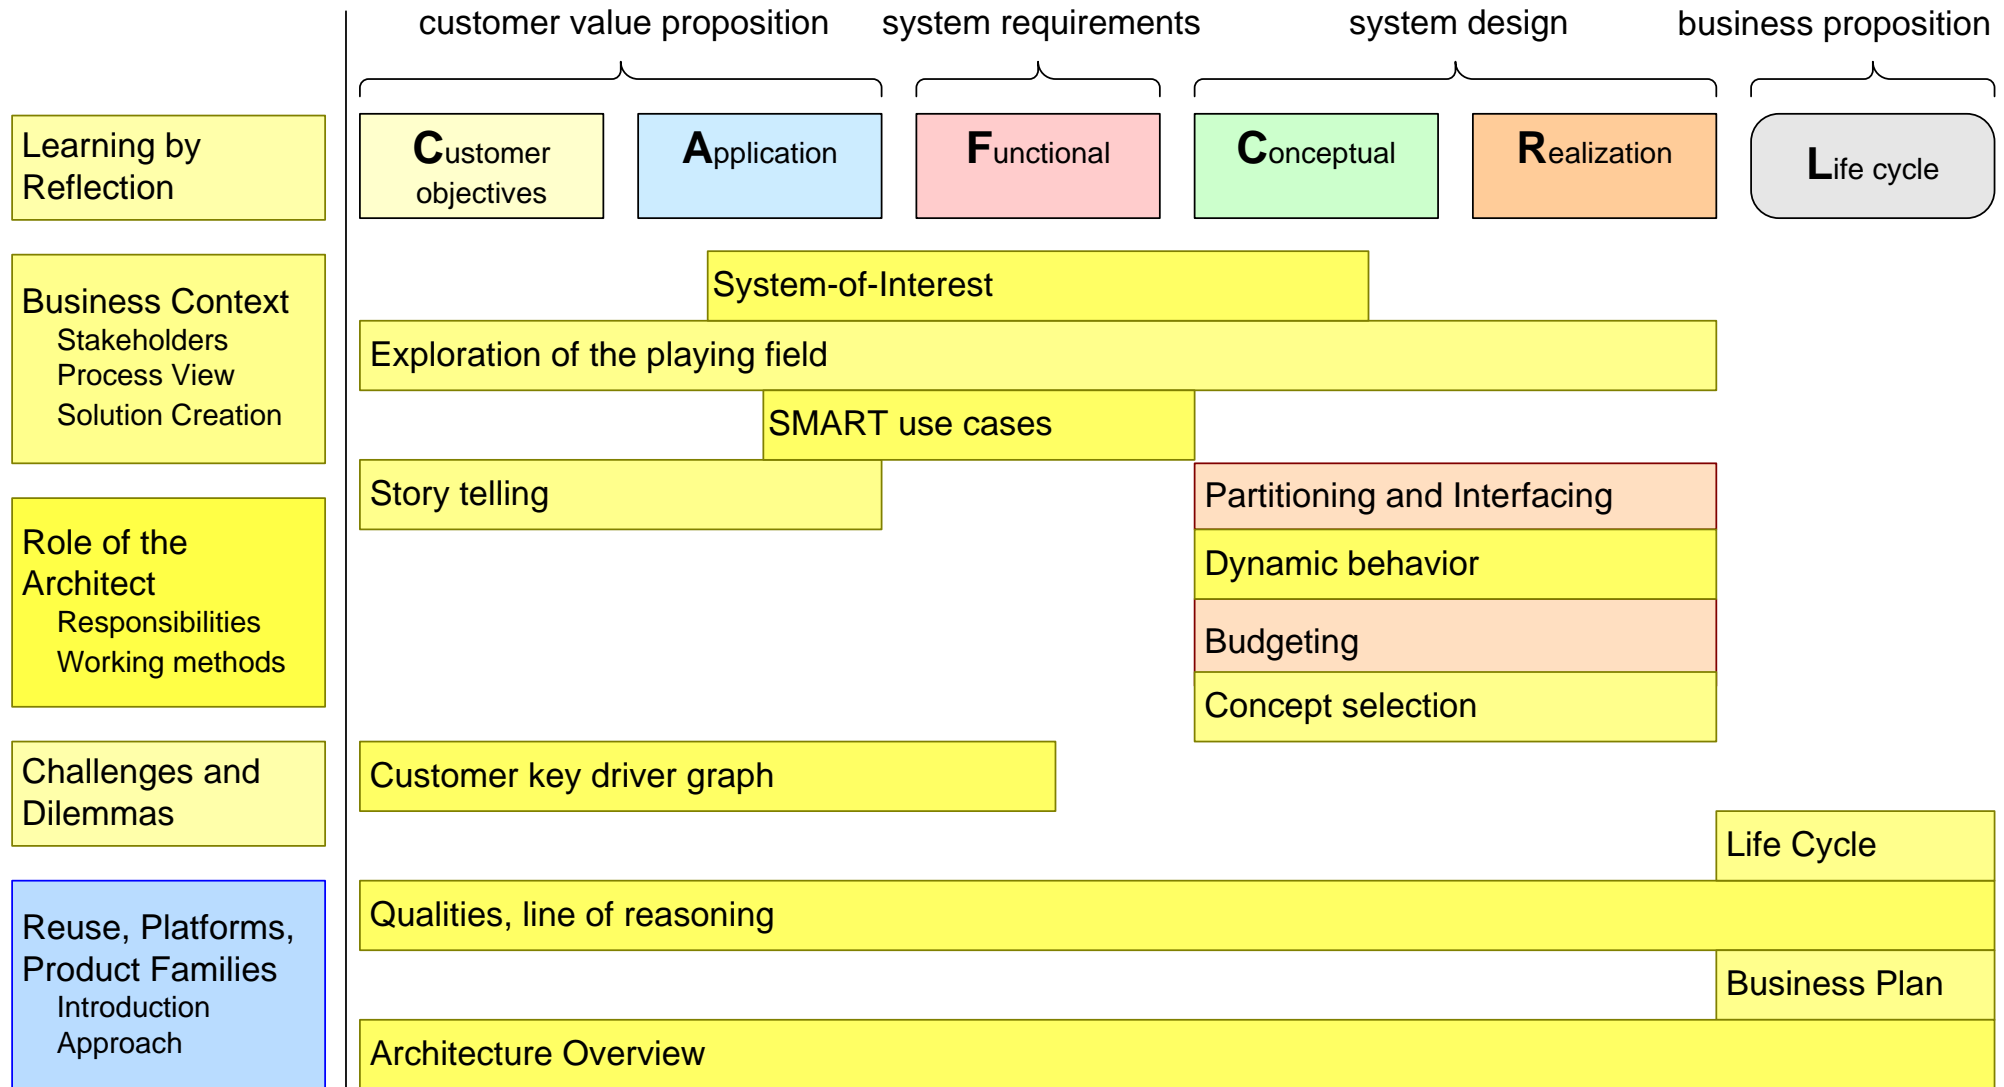 customer value proposition
system requirements
system design
business proposition
Learning by
Reflection
Customer
objectives
Application
Functional
Conceptual
Realization
Life cycle
Business Context
Stakeholders
Process View
Solution Creation
System-of-Interest
Exploration of the playing field
SMART use cases
Story telling
Partitioning and Interfacing
Role of the
Architect
Responsibilities
Working methods
Dynamic behavior
Budgeting
Concept selection
Challenges and
Dilemmas
Customer key driver graph
Life Cycle
Reuse, Platforms,
Product Families
Introduction
Approach
Qualities, line of reasoning
Business Plan
Architecture Overview